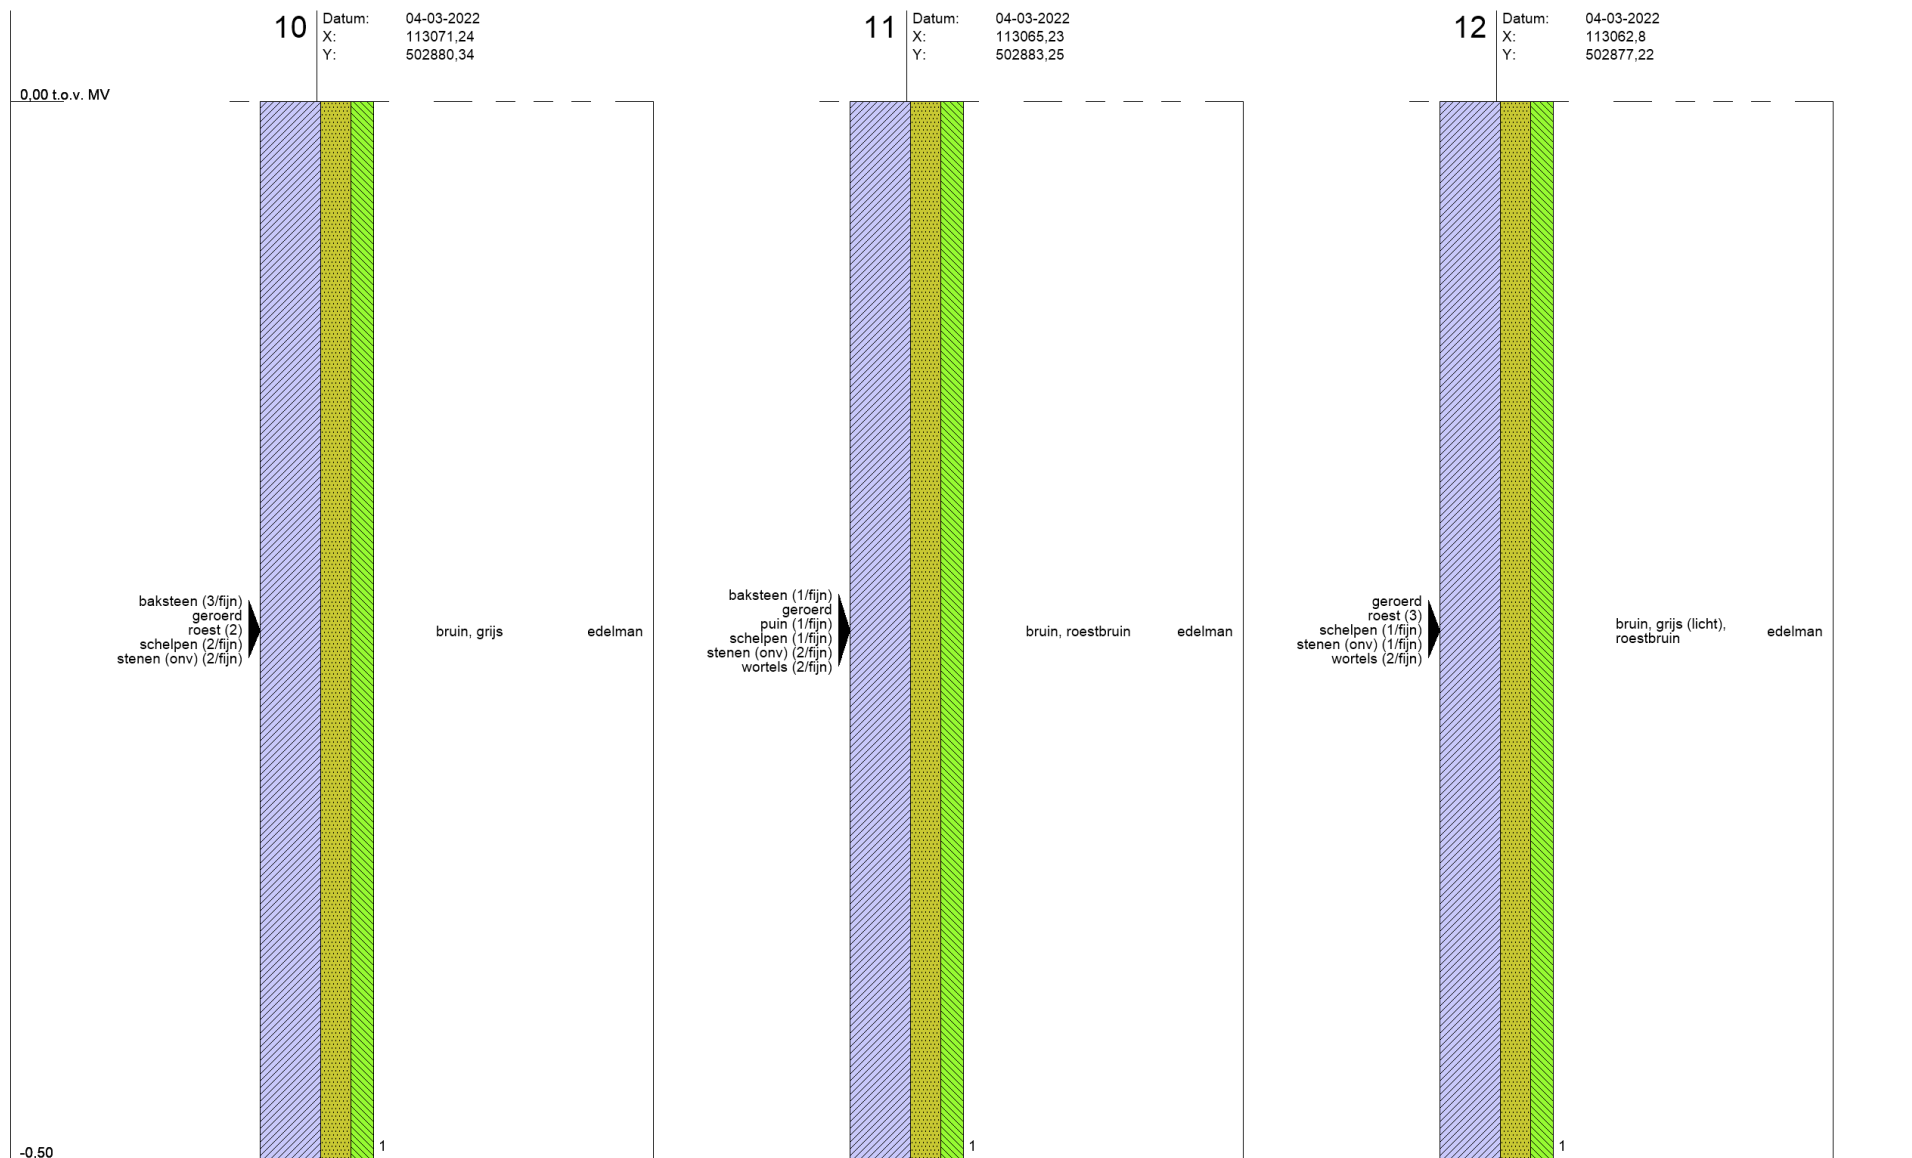 10
Datum: 04-03-2022
X: 113071,24
Y: 502880,34
11
Datum: 04-03-2022
X: 113065,23
Y: 502883,25
12
Datum: 04-03-2022
X: 113062,8
Y: 502877,22
0,00 t.o.v. MV
baksteen (3/fijn)
geroerd
roest (2)
schelpen (2/fijn)
stenen (onv) (2/fijn)
bruin, grijs
edelman
baksteen (1/fijn)
geroerd
puin (1/fijn)
schelpen (1/fijn)
stenen (onv) (2/fijn)
wortels (2/fijn)
bruin, roestbruin
edelman
geroerd
roest (3)
schelpen (1/fijn)
stenen (onv) (1/fijn)
wortels (2/fijn)
bruin, grijs (licht),
roestbruin
edelman
1
1
1
-0,50